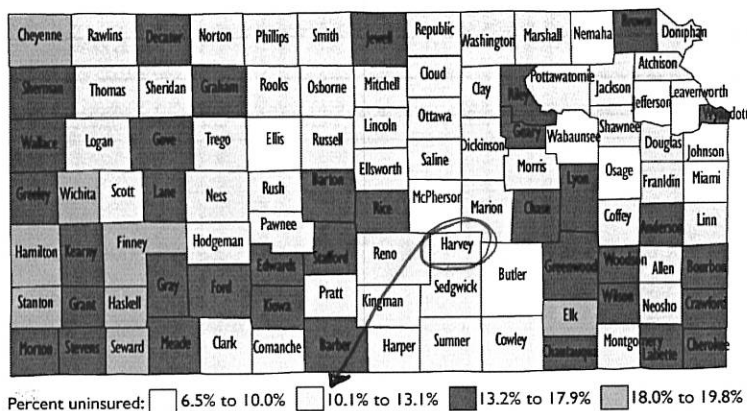 Cheyenne Rawlins Decatur Norton Phillips Smith Jewell Republic Washington Marshall Nemaha Brown Doniphan
Sherman Thomas Sheridan Graham Rooks Osborne Mitchell Cloud Clay Riley Pottawatomie Jackson Atchison
Jefferson Leavenworth
Wallace Logan Gove Trego Ellis Russell Lincoln Ottawa Geary Wabaunsee Shawnee Wyandott
Ellsworth Saline Dickinson Morris Douglas Johnson
Greeley Wichita Scott Lane Ness Rush Barton Rice McPherson Marion Chase Lyon Osage Franklin Miami
Hamilton Kearny Finney Hodgeman Pawnee Stafford Reno Harvey Coffey Anderson Linn
Gray Ford Edwards Butler Greenwood Woodson Allen Bourbon
Stanton Grant Haskell Kiowa Pratt Kingman Sedgwick Elk Wilson Neosho Crawford
Morton Stevens Seward Meade Clark Comanche Barber Harper Sumner Cowley Chautauqua Montgomery Labette Cherokee
Percent uninsured: 6.5% to 10.0% 10.1% to 13.1% 13.2% to 17.9% 18.0% to 19.8%